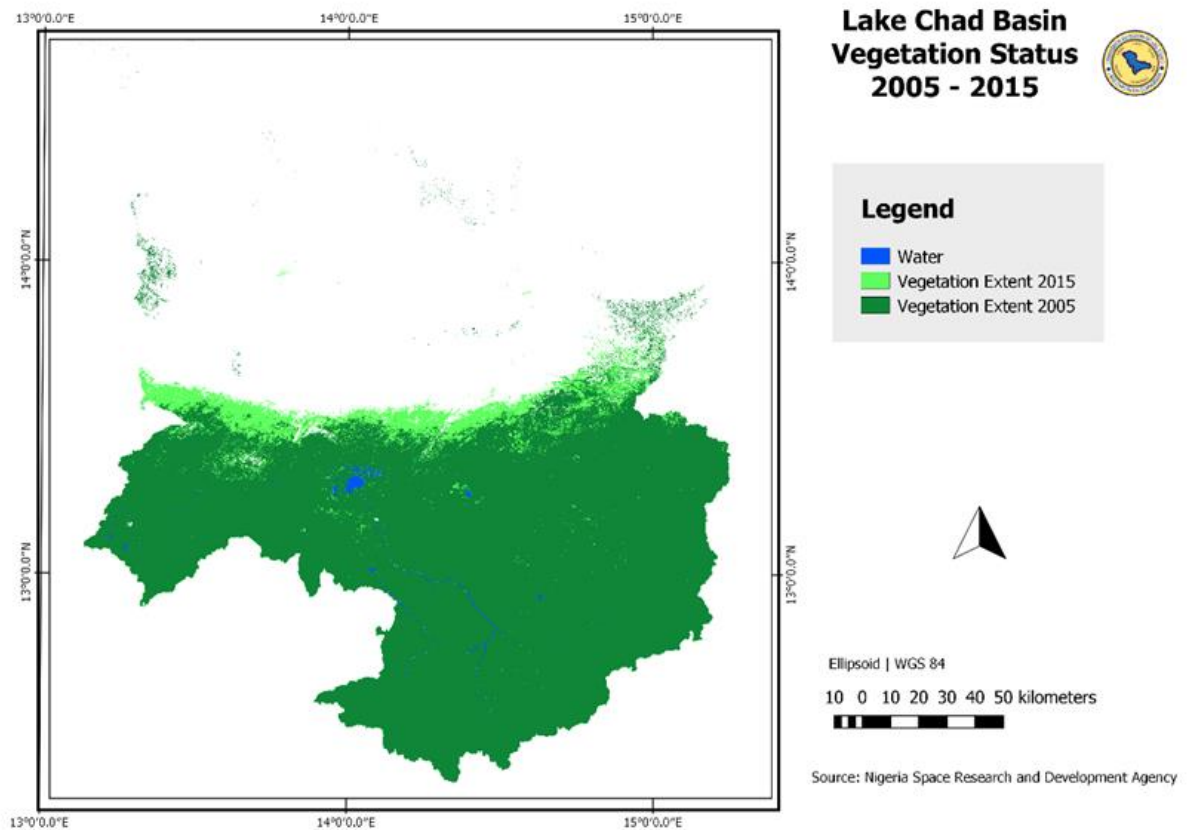 13°0'0.0"E
14°0'0.0"E
15°0'0.0"E
Lake Chad Basin
Vegetation Status
2005 - 2015
Legend
Water
Vegetation Extent 2015
Vegetation Extent 2005
14°0'0.0"N
14°0'0.0"N
13°0'0.0"N
13°0'0.0"N
Ellipsoid | WGS 84
10 0 10 20 30 40 50 kilometers
Source: Nigeria Space Research and Development Agency
13°0'0.0"E
14°0'0.0"E
15°0'0.0"E